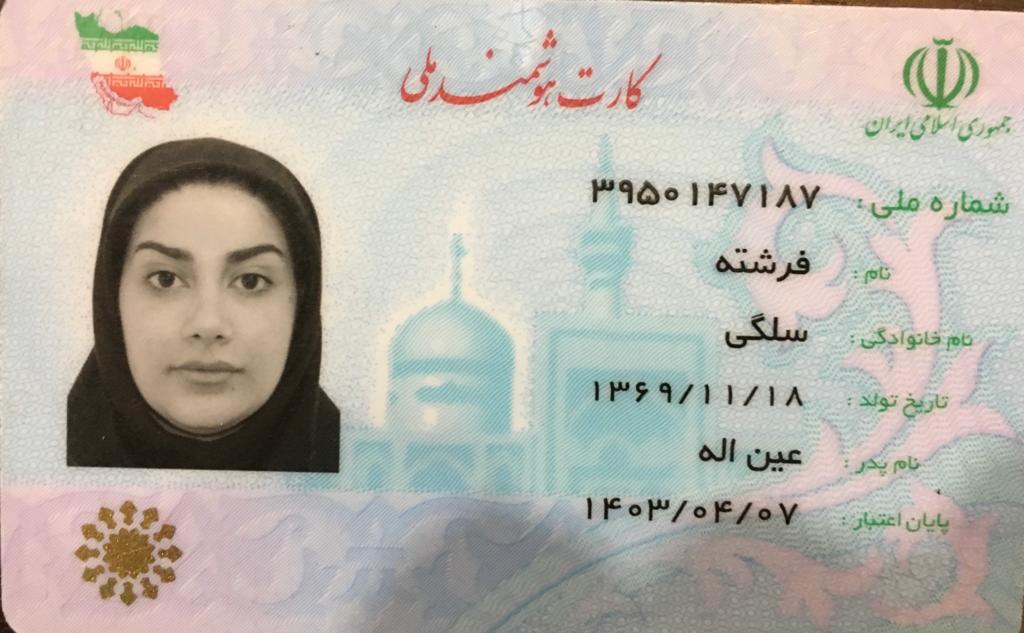 کارت هوشمند ملی
جمهوری اسلامی ایران
شماره ملی : ۳۹۵۰۱۴۷۱۸۷
نام : فرشته
نام خانوادگی : سلگی
تاریخ تولد : ۱۳۶۹/۱۱/۱۸
نام پدر : عین اله
پایان اعتبار : ۱۴۰۳/۰۴/۰۷